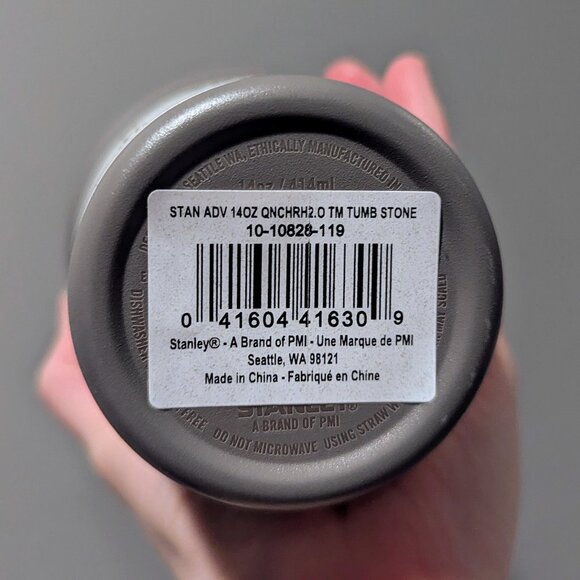 SEATTLE WA, ETHICALLY MANUFACTURED IN
14oz / 414ml
STAN ADV 14OZ QNCHRH2.O TM TUMB STONE
10-10828-119
0 41604 41630 9
Stanley® - A Brand of PMI - Une Marque de PMI
Seattle, WA 98121
Made in China - Fabriqué en Chine
STANLEY®
A BRAND OF PMI
FREE DO NOT MICROWAVE USING STRAW